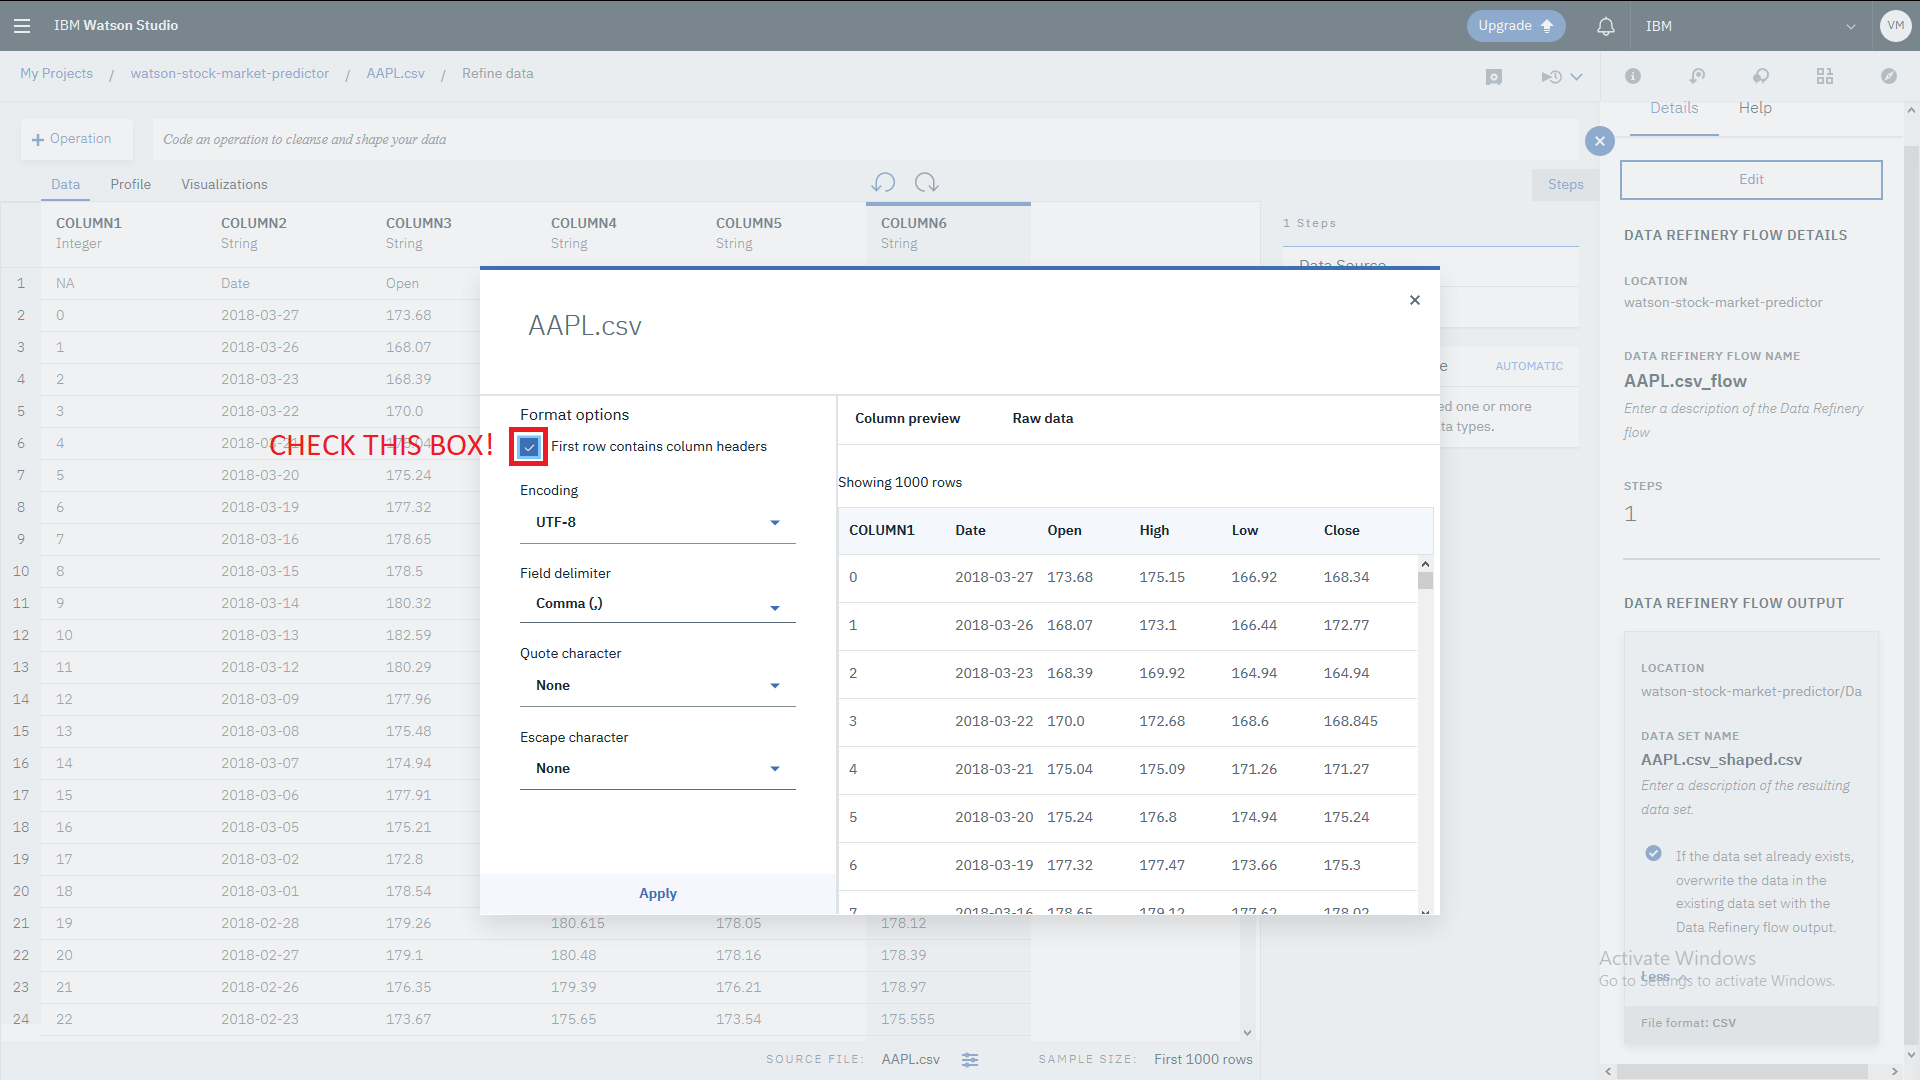 IBM Watson Studio
Upgrade
IBM
VM
My Projects / watson-stock-market-predictor / AAPL.csv / Refine data
Details Help
+ Operation
Code an operation to cleanse and shape your data
Edit
Data Profile Visualizations
Steps
COLUMN1 COLUMN2 COLUMN3 COLUMN4 COLUMN5 COLUMN6
Integer String String String String String
1 NA Date Open
2 0 2018-03-27 173.68
3 1 2018-03-26 168.07
4 2 2018-03-23 168.39
5 3 2018-03-22 170.0
6 4 2018-03-21 175.04
7 5 2018-03-20 175.24
8 6 2018-03-19 177.32
9 7 2018-03-16 178.65
10 8 2018-03-15 178.5
11 9 2018-03-14 180.32
12 10 2018-03-13 182.59
13 11 2018-03-12 180.29
14 12 2018-03-09 177.96
15 13 2018-03-08 175.48
16 14 2018-03-07 174.94
17 15 2018-03-06 177.91
18 16 2018-03-05 175.21
19 17 2018-03-02 172.8
20 18 2018-03-01 178.54
21 19 2018-02-28 179.26 180.615 178.05 178.12
22 20 2018-02-27 179.1 180.48 178.16 178.39
23 21 2018-02-26 176.35 179.39 176.21 178.97
24 22 2018-02-23 173.67 175.65 173.54 175.555
SOURCE FILE: AAPL.csv SAMPLE SIZE: First 1000 rows
CHECK THIS BOX!
AAPL.csv
Format options
First row contains column headers
Encoding
UTF-8
Field delimiter
Comma (,)
Quote character
None
Escape character
None
Apply
Column preview Raw data
Showing 1000 rows
COLUMN1 Date Open High Low Close
0 2018-03-27 173.68 175.15 166.92 168.34
1 2018-03-26 168.07 173.1 166.44 172.77
2 2018-03-23 168.39 169.92 164.94 164.94
3 2018-03-22 170.0 172.68 168.6 168.845
4 2018-03-21 175.04 175.09 171.26 171.27
5 2018-03-20 175.24 176.8 174.94 175.24
6 2018-03-19 177.32 177.47 173.66 175.3
7 2018-03-16 178.65 179.12 177.62 178.02
1 Steps
Data Source
e AUTOMATIC
ed one or more
ta types.
DATA REFINERY FLOW DETAILS
LOCATION
watson-stock-market-predictor
DATA REFINERY FLOW NAME
AAPL.csv_flow
Enter a description of the Data Refinery
flow
STEPS
1
DATA REFINERY FLOW OUTPUT
LOCATION
watson-stock-market-predictor/Da
DATA SET NAME
AAPL.csv_shaped.csv
Enter a description of the resulting
data set.
If the data set already exists,
overwrite the data in the
existing data set with the
Data Refinery flow output.
Less
Activate Windows
Go to Settings to activate Windows.
File format: CSV